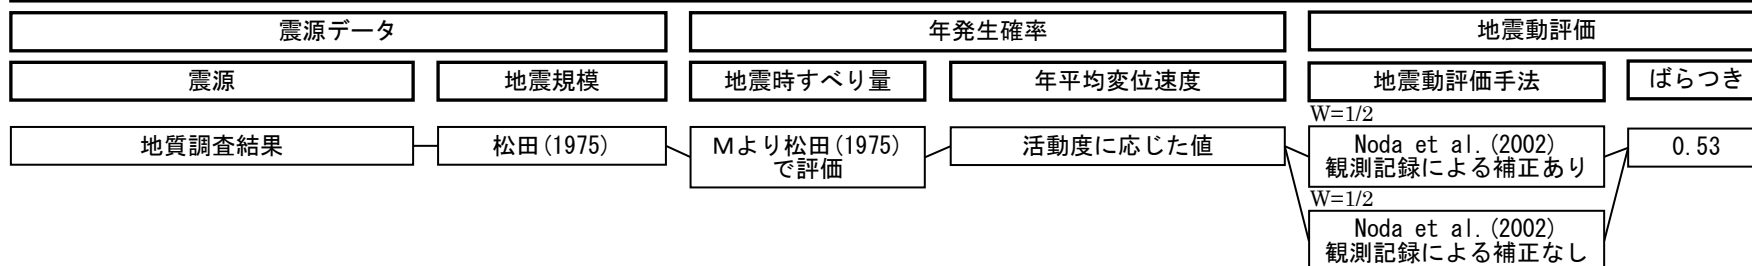 震源データ
年発生確率
地震動評価
震源
地震規模
地震時すべり量
年平均変位速度
地震動評価手法
ばらつき
地質調査結果
松田(1975)
Mより松田(1975)
で評価
活動度に応じた値
W=1/2
Noda et al.(2002)
観測記録による補正あり
0.53
W=1/2
Noda et al.(2002)
観測記録による補正なし